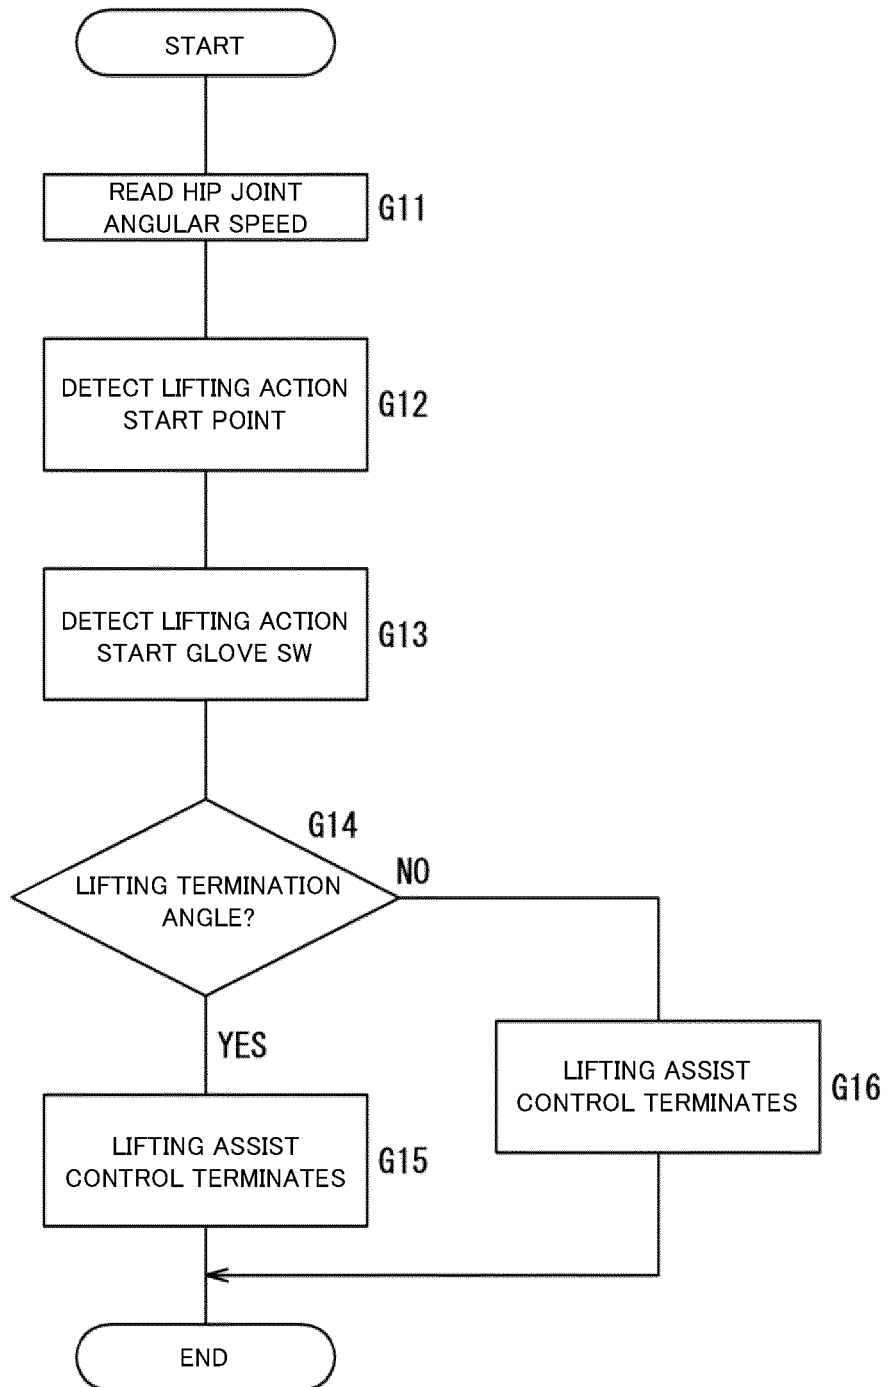 START
READ HIP JOINT
ANGULAR SPEED
G11
DETECT LIFTING ACTION
START POINT
G12
DETECT LIFTING ACTION
START GLOVE SW
G13
G14
LIFTING TERMINATION
ANGLE?
NO
YES
LIFTING ASSIST
CONTROL TERMINATES
G16
LIFTING ASSIST
CONTROL TERMINATES
G15
END